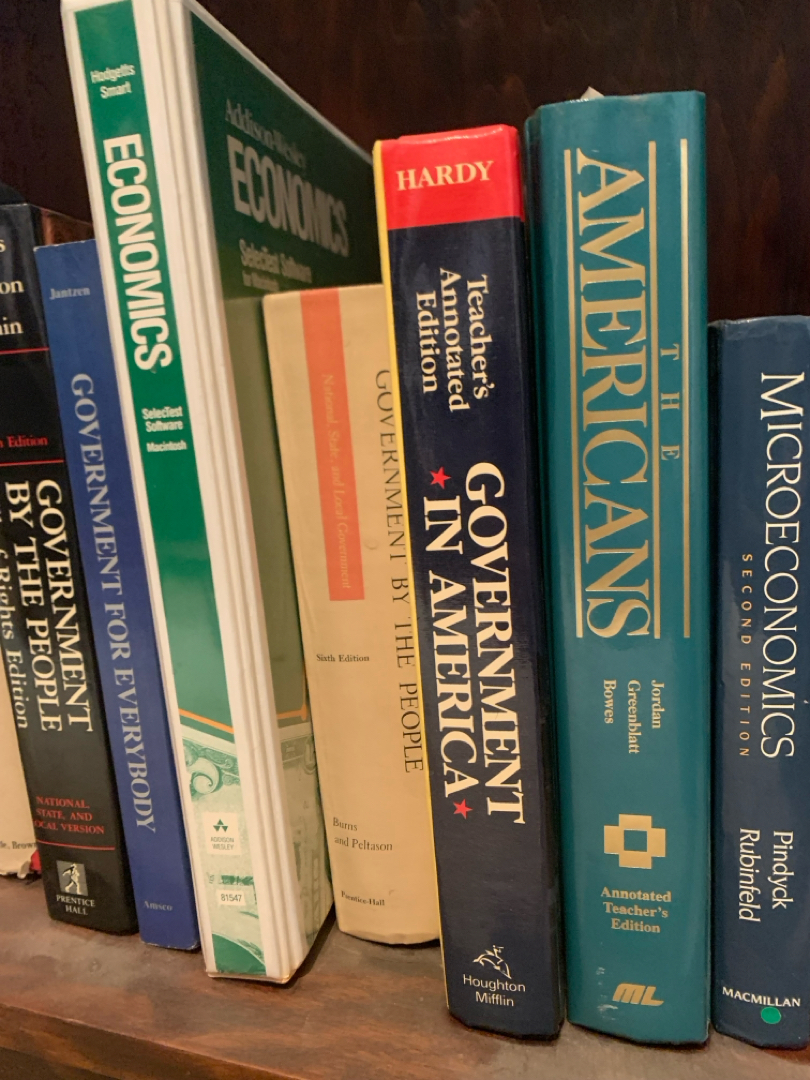 Edition
GOVERNMENT
BY THE PEOPLE
Rights Edition
NATIONAL,
STATE, AND
LOCAL VERSION
PRENTICE
HALL
Jantzen
GOVERNMENT FOR EVERYBODY
Amsco
Hodgetts
Smart
ECONOMICS
SelecTest
Software
Macintosh
ADDISON
WESLEY
81547
Addison-Wesley
ECONOMICS
SelecTest Software
National, State, and Local Government
GOVERNMENT BY THE PEOPLE
Sixth Edition
Burns
and Peltason
Prentice-Hall
HARDY
Teacher's
Annotated
Edition
GOVERNMENT
IN AMERICA
Houghton
Mifflin
THE
AMERICANS
Jordan
Greenblatt
Bowes
Annotated
Teacher's
Edition
ML
MICROECONOMICS
SECOND EDITION
Pindyck
Rubinfeld
MACMILLAN